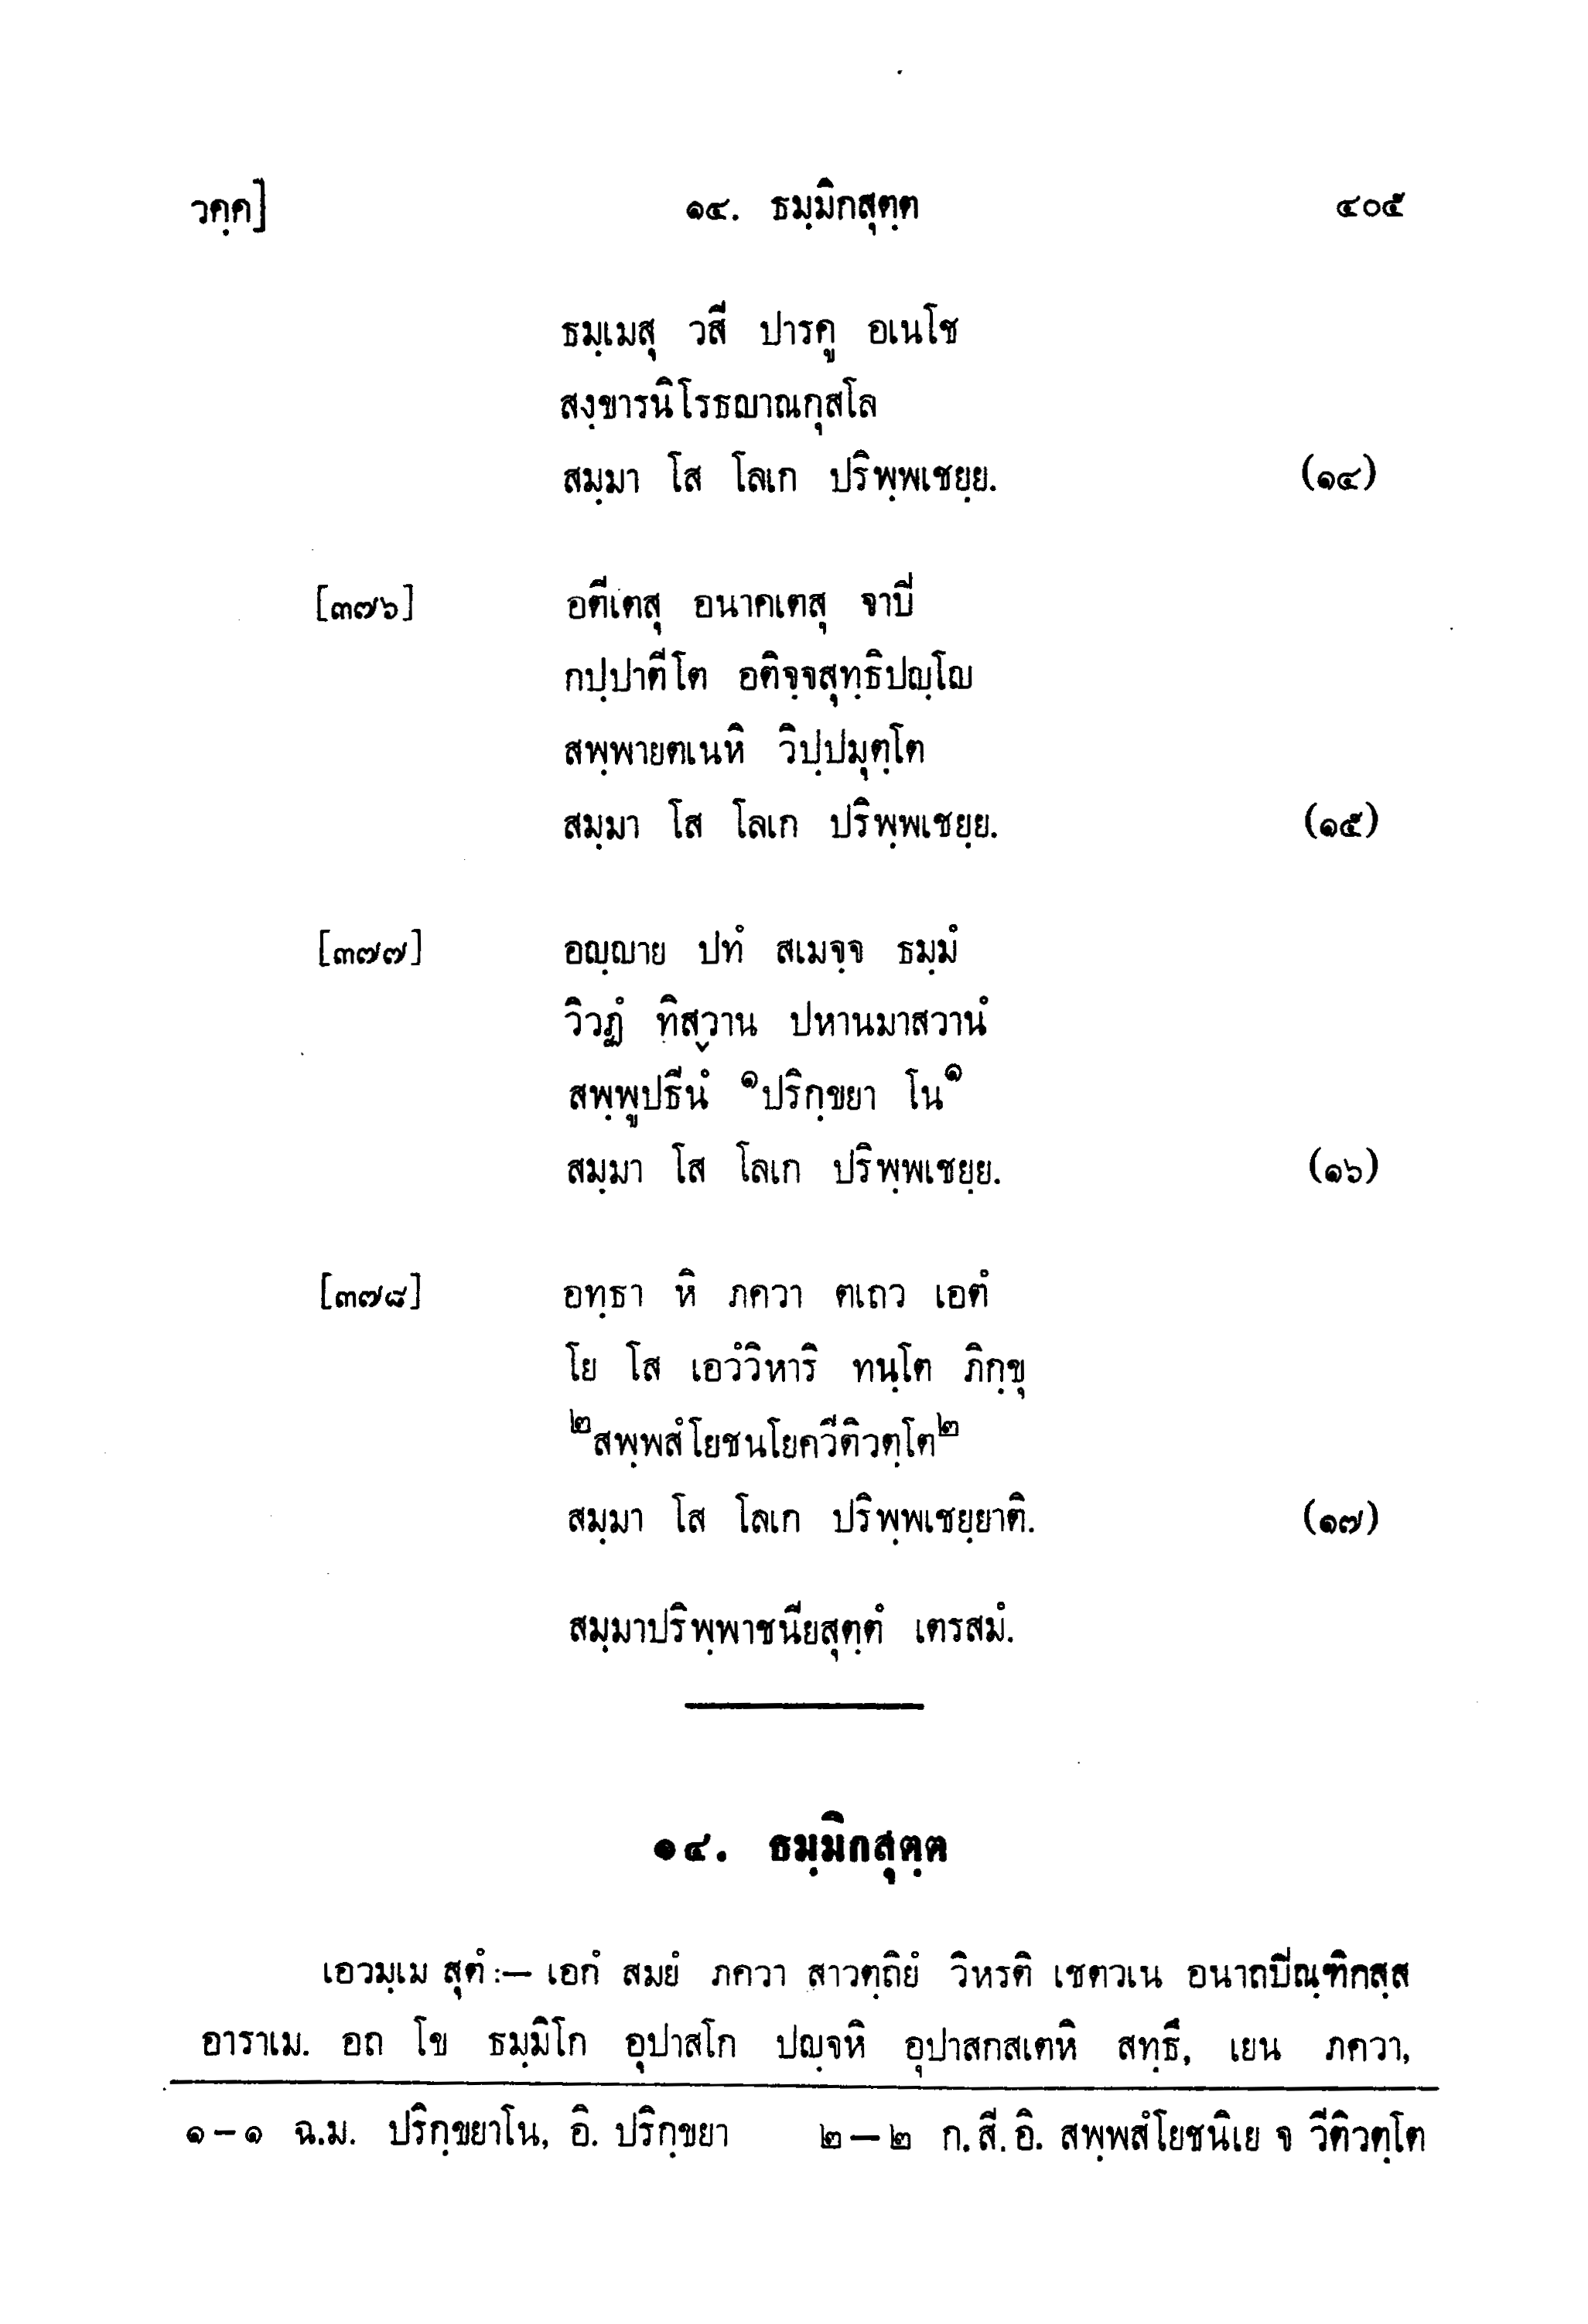 วคฺค] ๑๔. ธมฺมิกสุตฺต ๔๐๕
ธมฺเมสุ วสี ปารคู อเนโช
สงฺขารนิโรธญาณกุสโล
สมฺมา โส โลเก ปริพฺพเชยฺย. (๑๔)
[๓๗๖] อตีเตสุ อนาคเตสุ จาปี
กปฺปาตีโต อติจฺจสุทฺธิปญฺโญ
สพฺพายตเนหิ วิปฺปมุตฺโต
สมฺมา โส โลเก ปริพฺพเชยฺย. (๑๕)
[๓๗๗] อญฺญาย ปทํ สเมจฺจ ธมฺมํ
วิวฏํ ทิสฺวาน ปหานมาสวานํ
สพฺพูปธีนํ ๑ปริกฺขยา โน๑
สมฺมา โส โลเก ปริพฺพเชยฺย. (๑๖)
[๓๗๘] อทฺธา หิ ภควา ตเถว เอตํ
โย โส เอวํวิหาริ ทนฺโต ภิกฺขุ
๒สพฺพสํโยชนโยควีติวตฺโต๒
สมฺมา โส โลเก ปริพฺพเชยฺยาติ. (๑๗)
สมฺมาปริพฺพาชนียสุตฺตํ เตรสมํ.
๑๔. ธมฺมิกสุตฺต
เอวมฺเม สุตํ :— เอกํ สมยํ ภควา สาวตฺถิยํ วิหรติ เชตวเน อนาถปิณฺฑิกสฺส
อาราเม. อถ โข ธมฺมิโก อุปาสโก ปญฺจหิ อุปาสกสเตหิ สทฺธึ, เยน ภควา,
๑–๑ ฉ.ม. ปริกฺขยาโน, อิ. ปริกฺขยา ๒–๒ ก. สี. อิ. สพฺพสํโยชนิเย จ วีติวตฺโต